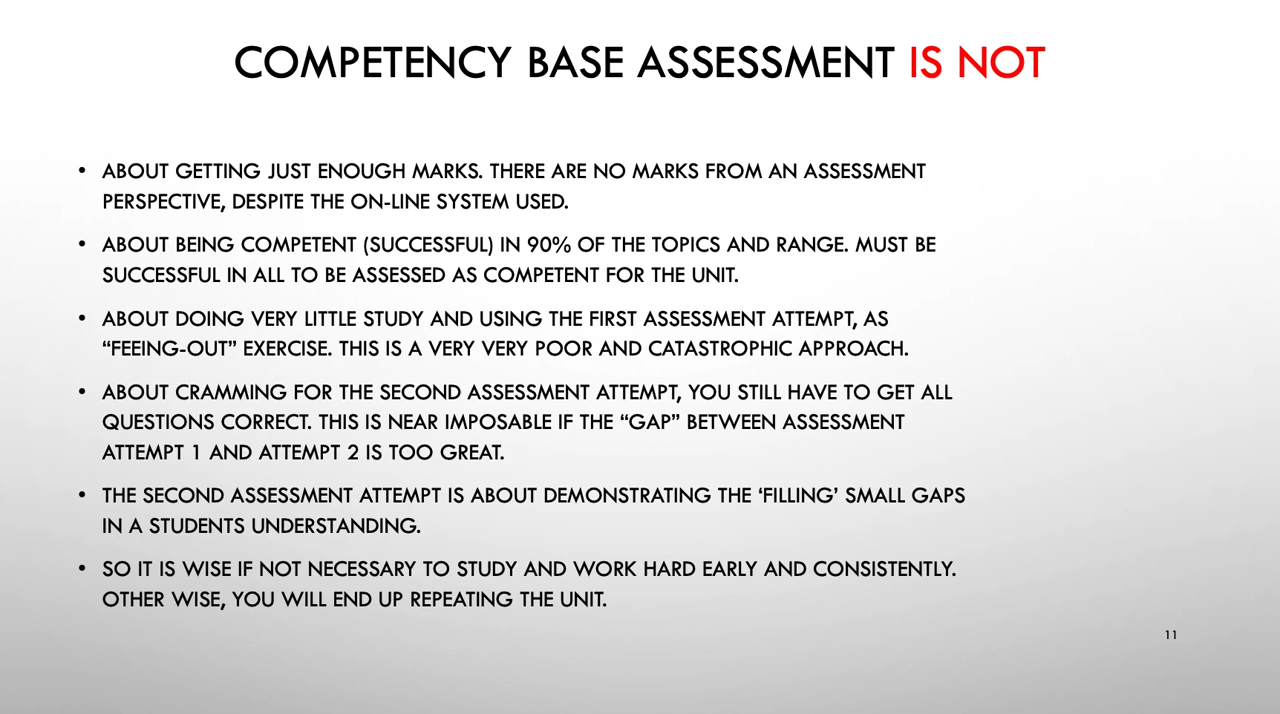 COMPETENCY BASE ASSESSMENT IS NOT
• ABOUT GETTING JUST ENOUGH MARKS. THERE ARE NO MARKS FROM AN ASSESSMENT
PERSPECTIVE, DESPITE THE ON-LINE SYSTEM USED.
• ABOUT BEING COMPETENT (SUCCESSFUL) IN 90% OF THE TOPICS AND RANGE. MUST BE
SUCCESSFUL IN ALL TO BE ASSESSED AS COMPETENT FOR THE UNIT.
• ABOUT DOING VERY LITTLE STUDY AND USING THE FIRST ASSESSMENT ATTEMPT, AS
“FEEING-OUT” EXERCISE. THIS IS A VERY VERY POOR AND CATASTROPHIC APPROACH.
• ABOUT CRAMMING FOR THE SECOND ASSESSMENT ATTEMPT, YOU STILL HAVE TO GET ALL
QUESTIONS CORRECT. THIS IS NEAR IMPOSABLE IF THE “GAP” BETWEEN ASSESSMENT
ATTEMPT 1 AND ATTEMPT 2 IS TOO GREAT.
• THE SECOND ASSESSMENT ATTEMPT IS ABOUT DEMONSTRATING THE ‘FILLING’ SMALL GAPS
IN A STUDENTS UNDERSTANDING.
• SO IT IS WISE IF NOT NECESSARY TO STUDY AND WORK HARD EARLY AND CONSISTENTLY.
OTHER WISE, YOU WILL END UP REPEATING THE UNIT.
11